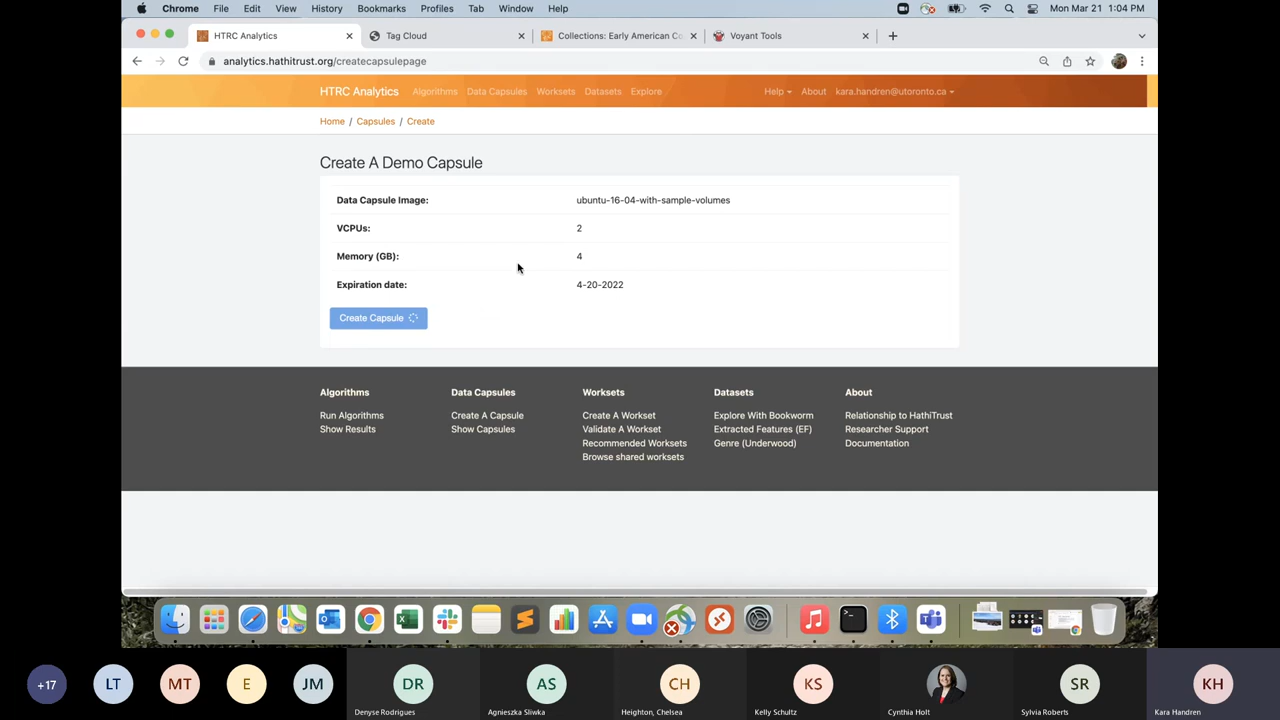 Chrome File Edit View History Bookmarks Profiles Tab Window Help Mon Mar 21 1:04 PM
HTRC Analytics Tag Cloud Collections: Early American Co Voyant Tools
analytics.hathitrust.org/createcapsulepage
HTRC Analytics Algorithms Data Capsules Worksets Datasets Explore Help About kara.handren@utoronto.ca
Home / Capsules / Create
Create A Demo Capsule
Data Capsule Image: ubuntu-16-04-with-sample-volumes
VCPUs: 2
Memory (GB): 4
Expiration date: 4-20-2022
Create Capsule
Algorithms Data Capsules Worksets Datasets About
Run Algorithms Create A Capsule Create A Workset Explore With Bookworm Relationship to HathiTrust
Show Results Show Capsules Validate A Workset Extracted Features (EF) Researcher Support
Recommended Worksets Genre (Underwood) Documentation
Browse shared worksets
+17 LT MT E JM DR AS CH KS SR KH
Denyse Rodrigues Agnieszka Sliwka Heighton, Chelsea Kelly Schultz Cynthia Holt Sylvia Roberts Kara Handren